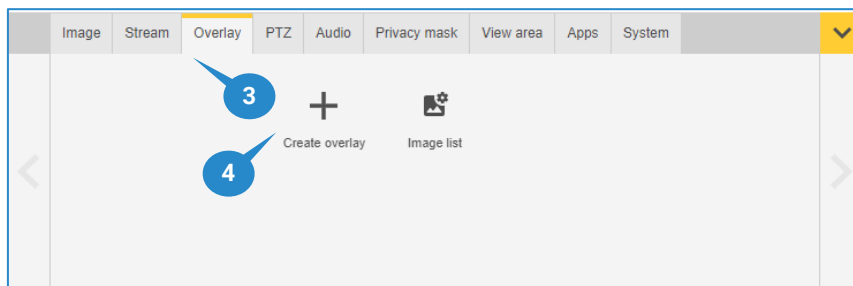 Image Stream Overlay PTZ Audio Privacy mask View area Apps System
3
Create overlay Image list
4